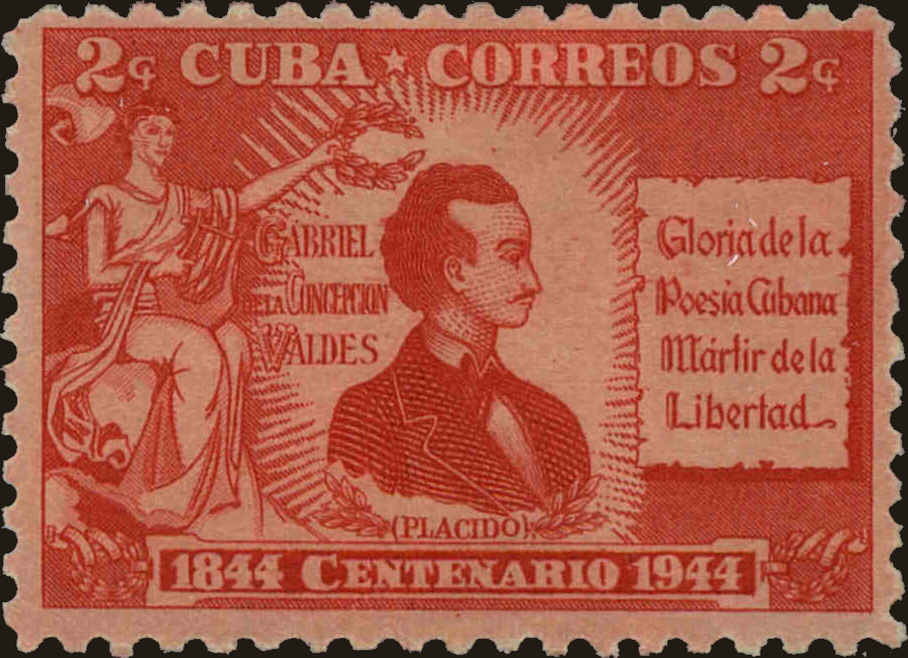 2¢ CUBA ★ CORREOS 2¢
GABRIEL
DE LA CONCEPCION
VALDES
Gloria de la
Poesia Cubana
Mártir de la
Libertad
(PLACIDO)
1844 CENTENARIO 1944